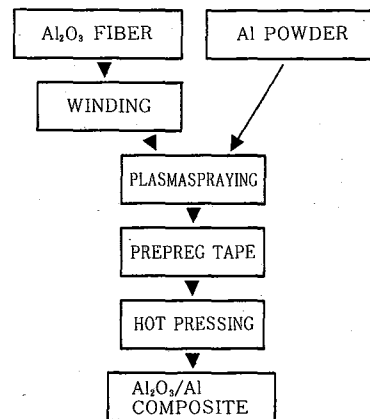 Al₂O₃ FIBER
Al POWDER
WINDING
PLASMASPRAYING
PREPREG TAPE
HOT PRESSING
Al₂O₃/Al
COMPOSITE